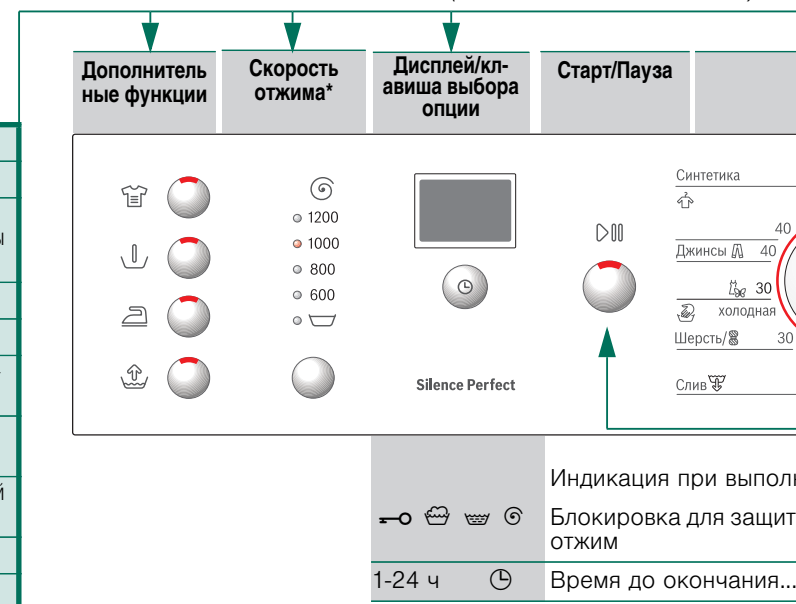 Дополнитель
ные функции
Скорость
отжима*
Дисплей/кл-
авиша выбора
опции
Старт/Пауза
1200
1000
800
600
Silence Perfect
Синтетика
40
Джинсы 40
30
холодная
Шерсть/ 30
Слив
ы
й
Индикация при выполн
Блокировка для защит
отжим
1-24 ч Время до окончания...